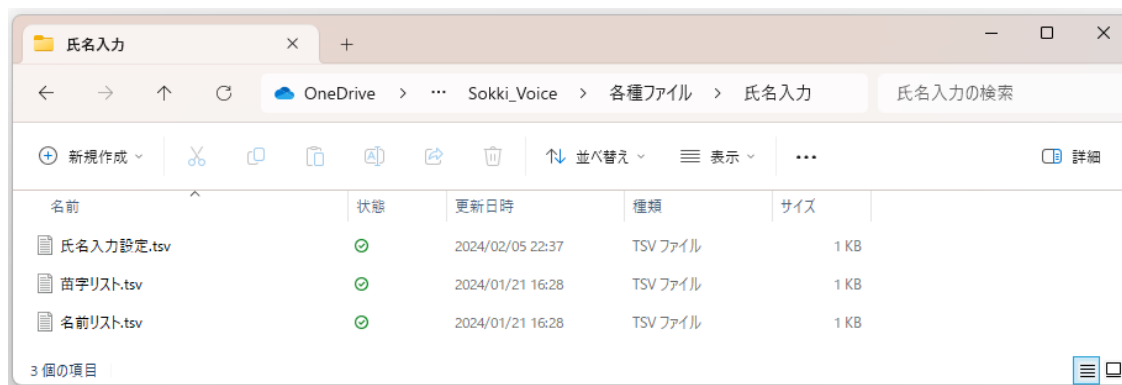 氏名入力
OneDrive > ... Sokki_Voice > 各種ファイル > 氏名入力 氏名入力の検索
新規作成 並べ替え 表示 ... 詳細
名前 状態 更新日時 種類 サイズ
氏名入力設定.tsv 2024/02/05 22:37 TSV ファイル 1 KB
苗字リスト.tsv 2024/01/21 16:28 TSV ファイル 1 KB
名前リスト.tsv 2024/01/21 16:28 TSV ファイル 1 KB
3 個の項目